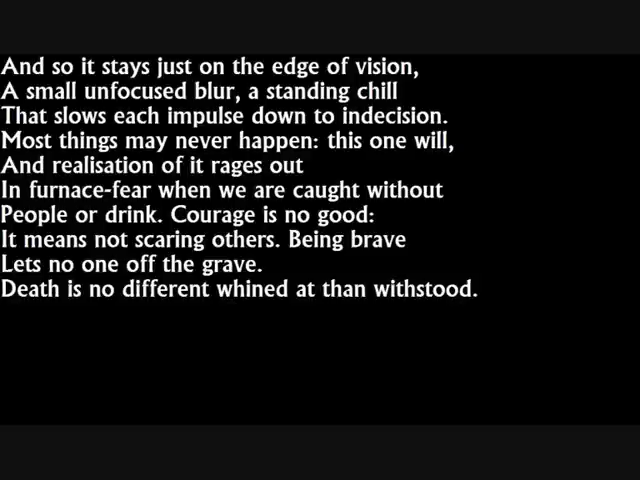 And so it stays just on the edge of vision,
A small unfocused blur, a standing chill
That slows each impulse down to indecision.
Most things may never happen: this one will,
And realisation of it rages out
In furnace-fear when we are caught without
People or drink. Courage is no good:
It means not scaring others. Being brave
Lets no one off the grave.
Death is no different whined at than withstood.